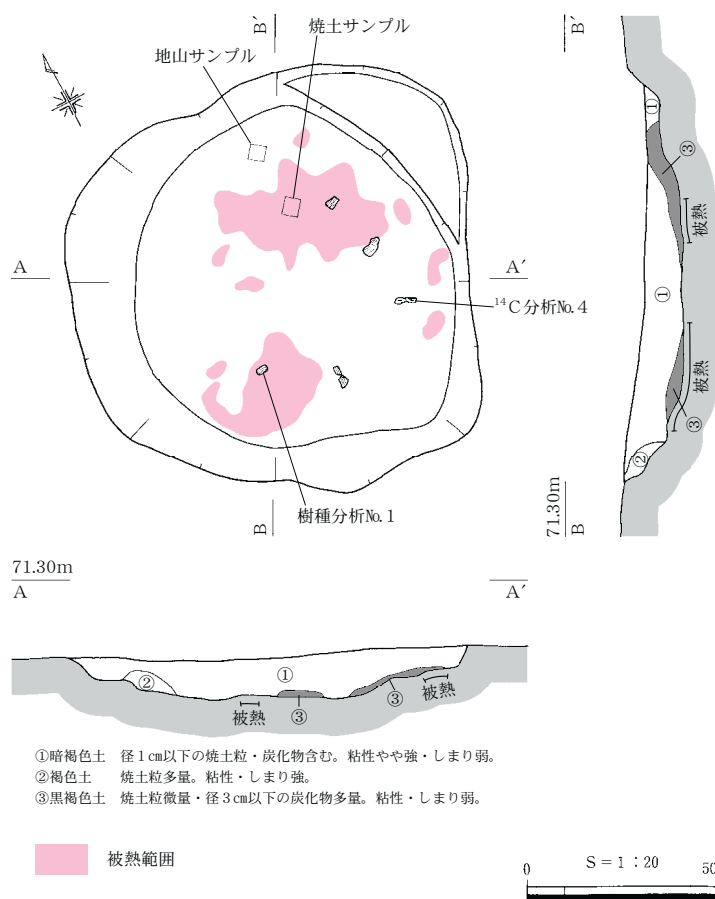 焼土サンプル
地山サンプル
B′
B′
①
③
被熱
A
A′
①
¹⁴C分析No.4
被熱
③
②
樹種分析No.1
B
71.30m
B
71.30m
A
A′
①
②
③
被熱
③
被熱
①暗褐色土 径1cm以下の焼土粒・炭化物含む。粘性やや強・しまり弱。
②褐色土 焼土粒多量。粘性・しまり強。
③黒褐色土 焼土粒微量・径3cm以下の炭化物多量。粘性・しまり弱。
被熱範囲
S=1:20
0
50